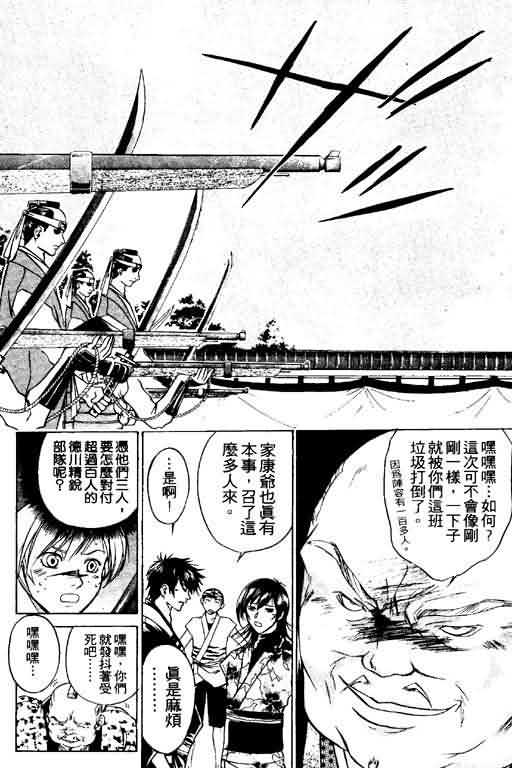 ザッ
嘿嘿嘿…如何?
這次可不會像剛
剛一樣,一下子
就被你們這班
垃圾打倒了。
因為陣容有一百多人。
家康爺也真有
本事,召了這
麼多人來。
…是啊!
真是麻煩
………
憑他們三人,
要怎麼對付
超過百人的
德川精銳
部隊呢?
嘿嘿,你們
就發抖著受
死吧……
嘿嘿
嘿…